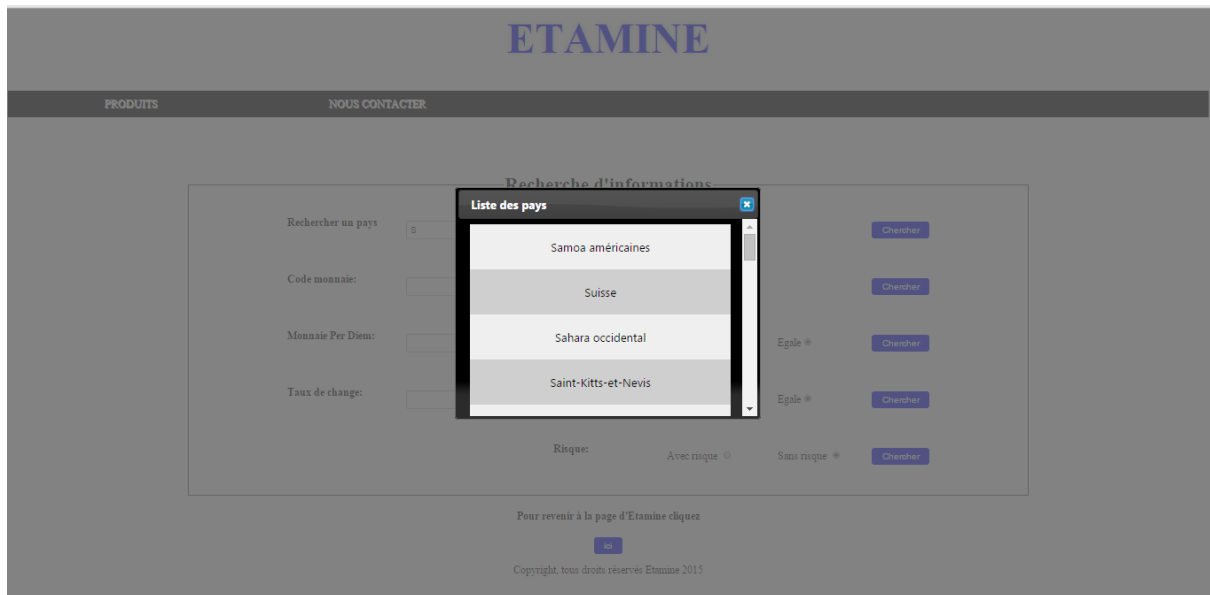 ETAMINE
PRODUITS NOUS CONTACTER
Recherche d'informations
Liste des pays
Rechercher un pays S Chercher
Samoa américaines
Code monnaie: Chercher
Suisse
Monnaie Per Diem: Egale Chercher
Sahara occidental
Taux de change: Egale Chercher
Saint-Kitts-et-Nevis
Risque: Avec risque Sans risque Chercher
Pour revenir à la page d'Etamine cliquez
ici
Copyright, tous droits réservés Etamine 2015